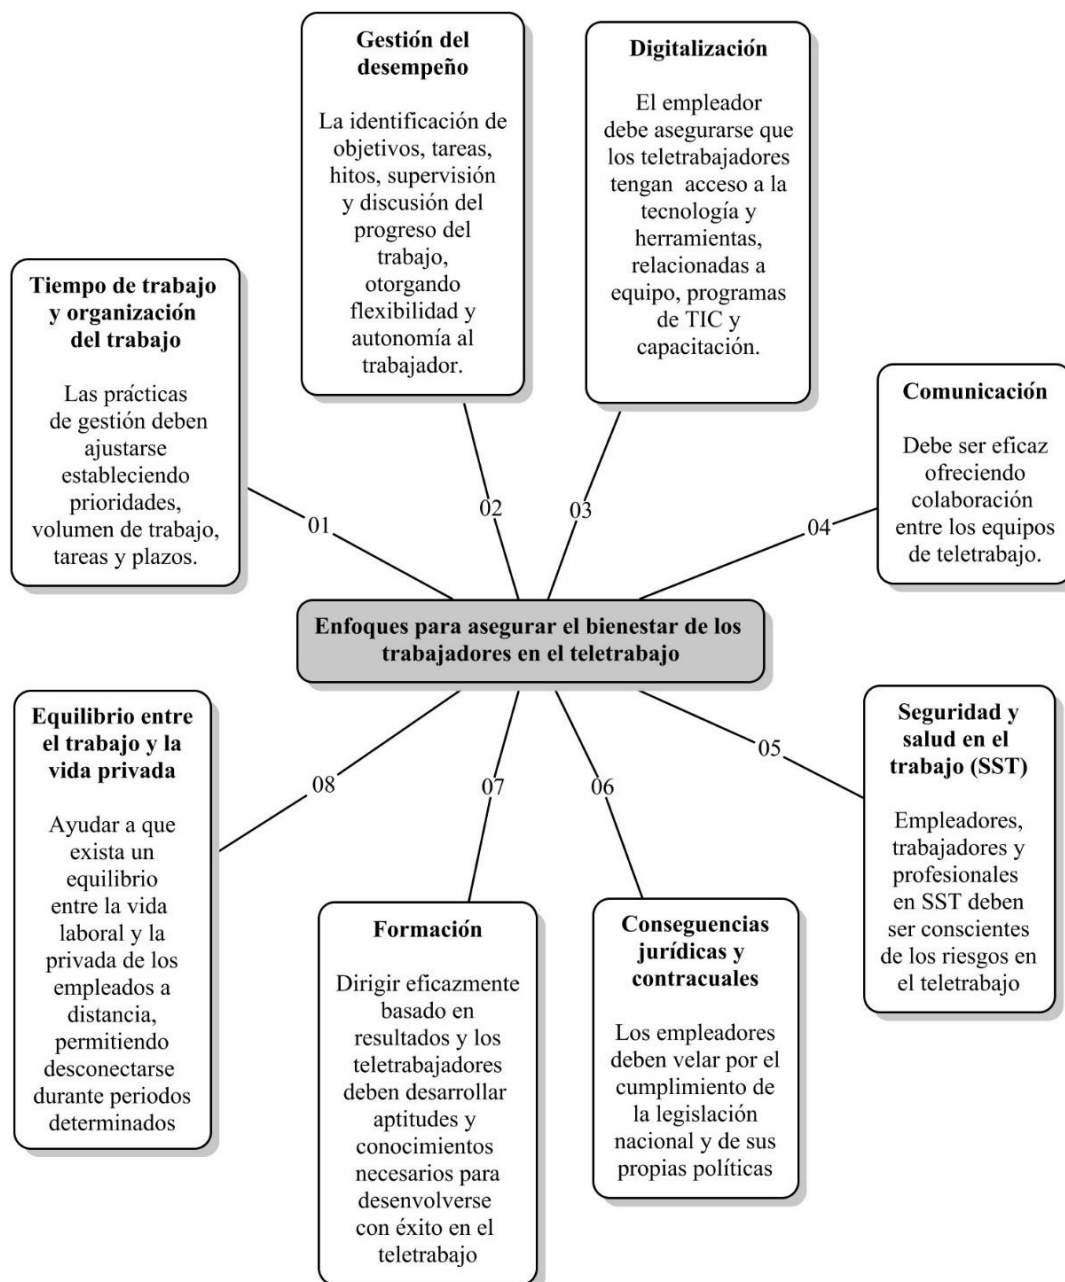 Gestión del
desempeño
La identificación de
objetivos, tareas,
hitos, supervisión
y discusión del
progreso del
trabajo,
otorgando
flexibilidad y
autonomía al
trabajador.
Digitalización
El empleador
debe asegurarse que
los teletrabajadores
tengan acceso a la
tecnología y
herramientas,
relacionadas a
equipo, programas
de TIC y
capacitación.
Tiempo de trabajo
y organización
del trabajo
Las prácticas
de gestión deben
ajustarse
estableciendo
prioridades,
volumen de trabajo,
tareas y plazos.
Comunicación
Debe ser eficaz
ofreciendo
colaboración
entre los equipos
de teletrabajo.
01
02
03
04
Enfoques para asegurar el bienestar de los
trabajadores en el teletrabajo
08
07
06
05
Equilibrio entre
el trabajo y la
vida privada
Ayudar a que
exista un
equilibrio
entre la vida
laboral y la
privada de los
empleados a
distancia,
permitiendo
desconectarse
durante periodos
determinados
Formación
Dirigir eficazmente
basado en
resultados y los
teletrabajadores
deben desarrollar
aptitudes y
conocimientos
necesarios para
desenvolverse
con éxito en el
teletrabajo
Conseguencias
jurídicas y
contracuales
Los empleadores
deben velar por el
cumplimiento de
la legislación
nacional y de sus
propias políticas
Seguridad y
salud en el
trabajo (SST)
Empleadores,
trabajadores y
profesionales
en SST deben
ser conscientes
de los riesgos en
el teletrabajo